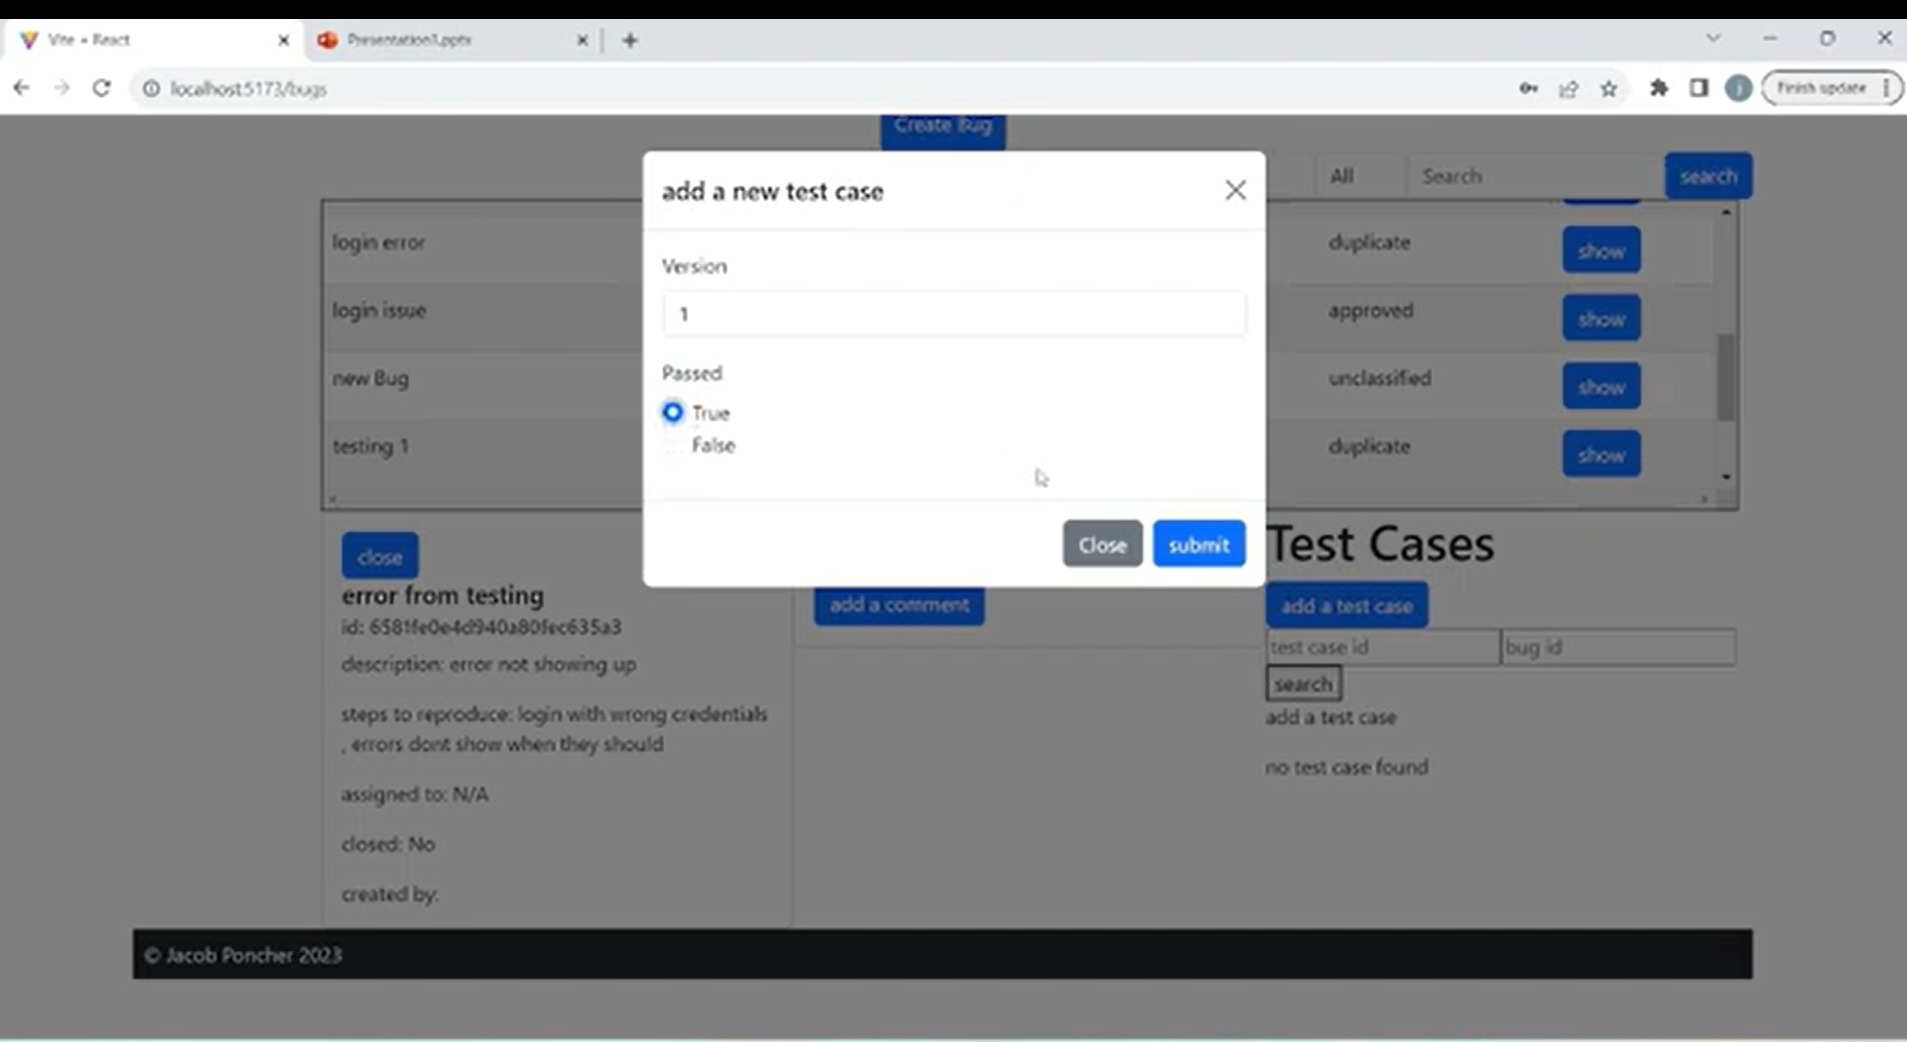 Vite + React
Presentation1.pptx
localhost:5173/bugs
Finish update
Create Bug
add a new test case
All
Search
search
login error
duplicate
show
Version
login issue
1
approved
show
Passed
new Bug
unclassified
show
True
testing 1
False
duplicate
show
Close
submit
Test Cases
close
error from testing
add a comment
add a test case
id: 6581fe0e4d940a80fec635a3
test case id
bug id
description: error not showing up
search
steps to reproduce: login with wrong credentials
add a test case
, errors dont show when they should
no test case found
assigned to: N/A
closed: No
created by:
© Jacob Poncher 2023